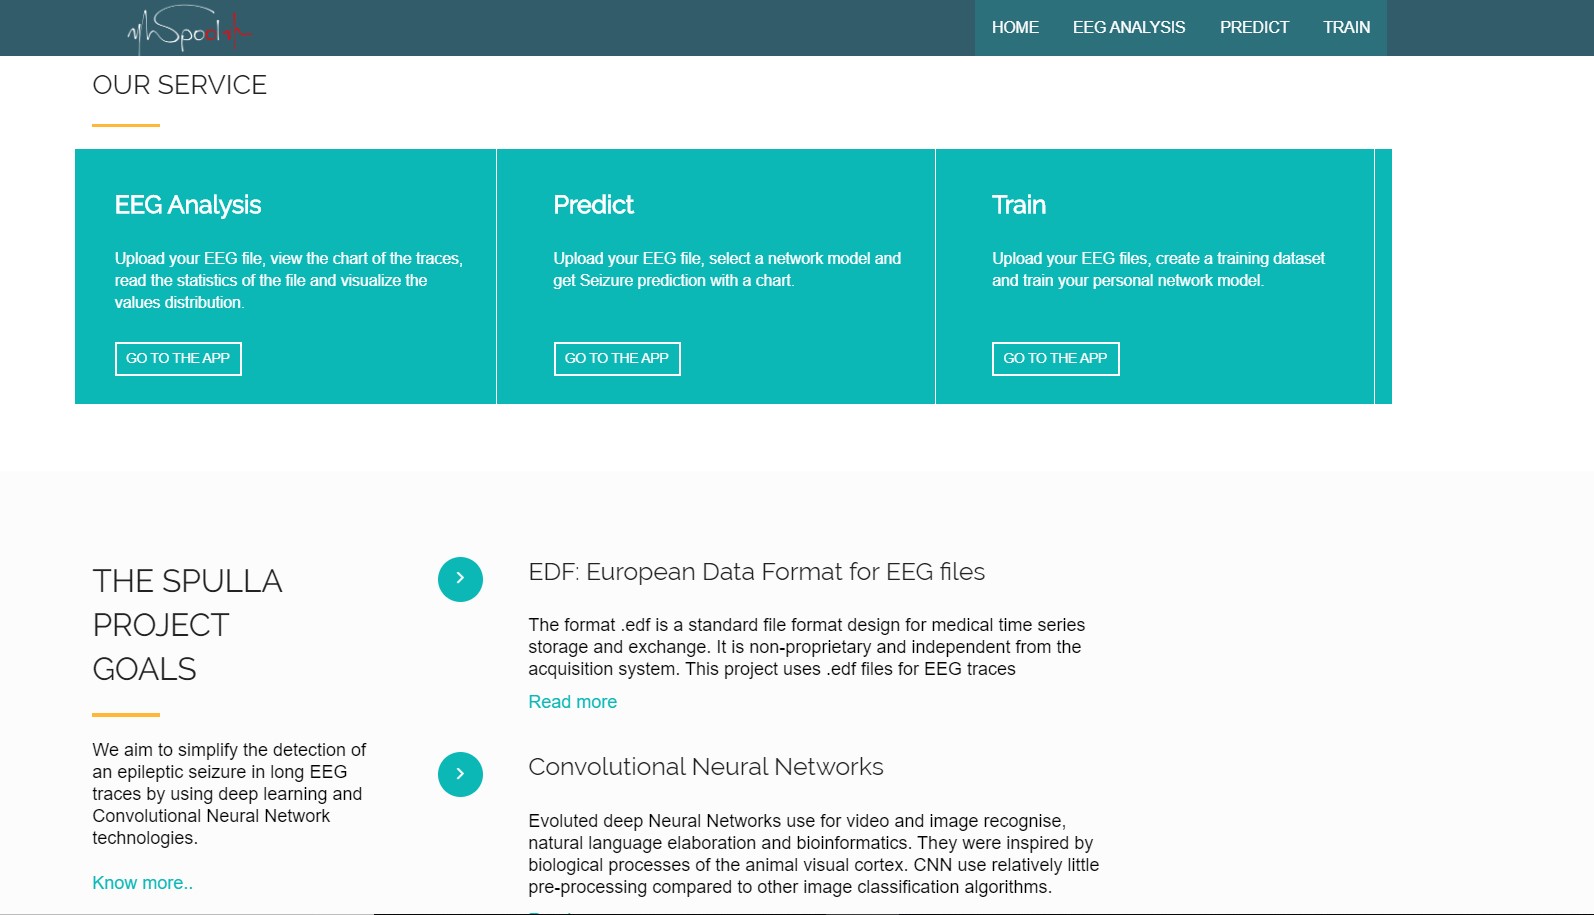 Spool
HOME EEG ANALYSIS PREDICT TRAIN
OUR SERVICE
EEG Analysis
Upload your EEG file, view the chart of the traces,
read the statistics of the file and visualize the
values distribution.
GO TO THE APP
Predict
Upload your EEG file, select a network model and
get Seizure prediction with a chart.
GO TO THE APP
Train
Upload your EEG files, create a training dataset
and train your personal network model.
GO TO THE APP
THE SPULLA
PROJECT
GOALS
We aim to simplify the detection of
an epileptic seizure in long EEG
traces by using deep learning and
Convolutional Neural Network
technologies.
Know more..
EDF: European Data Format for EEG files
The format .edf is a standard file format design for medical time series
storage and exchange. It is non-proprietary and independent from the
acquisition system. This project uses .edf files for EEG traces
Read more
Convolutional Neural Networks
Evoluted deep Neural Networks use for video and image recognise,
natural language elaboration and bioinformatics. They were inspired by
biological processes of the animal visual cortex. CNN use relatively little
pre-processing compared to other image classification algorithms.